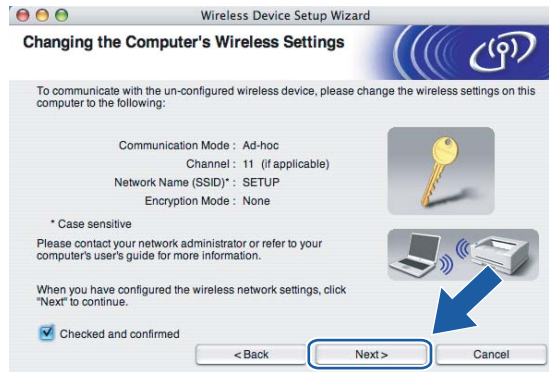 Wireless Device Setup Wizard
Changing the Computer's Wireless Settings
To communicate with the un-configured wireless device, please change the wireless settings on this
computer to the following:
Communication Mode : Ad-hoc
Channel : 11 (if applicable)
Network Name (SSID)* : SETUP
Encryption Mode : None
* Case sensitive
Please contact your network administrator or refer to your
computer's user's guide for more information.
When you have configured the wireless network settings, click
"Next" to continue.
Checked and confirmed
< Back Next > Cancel